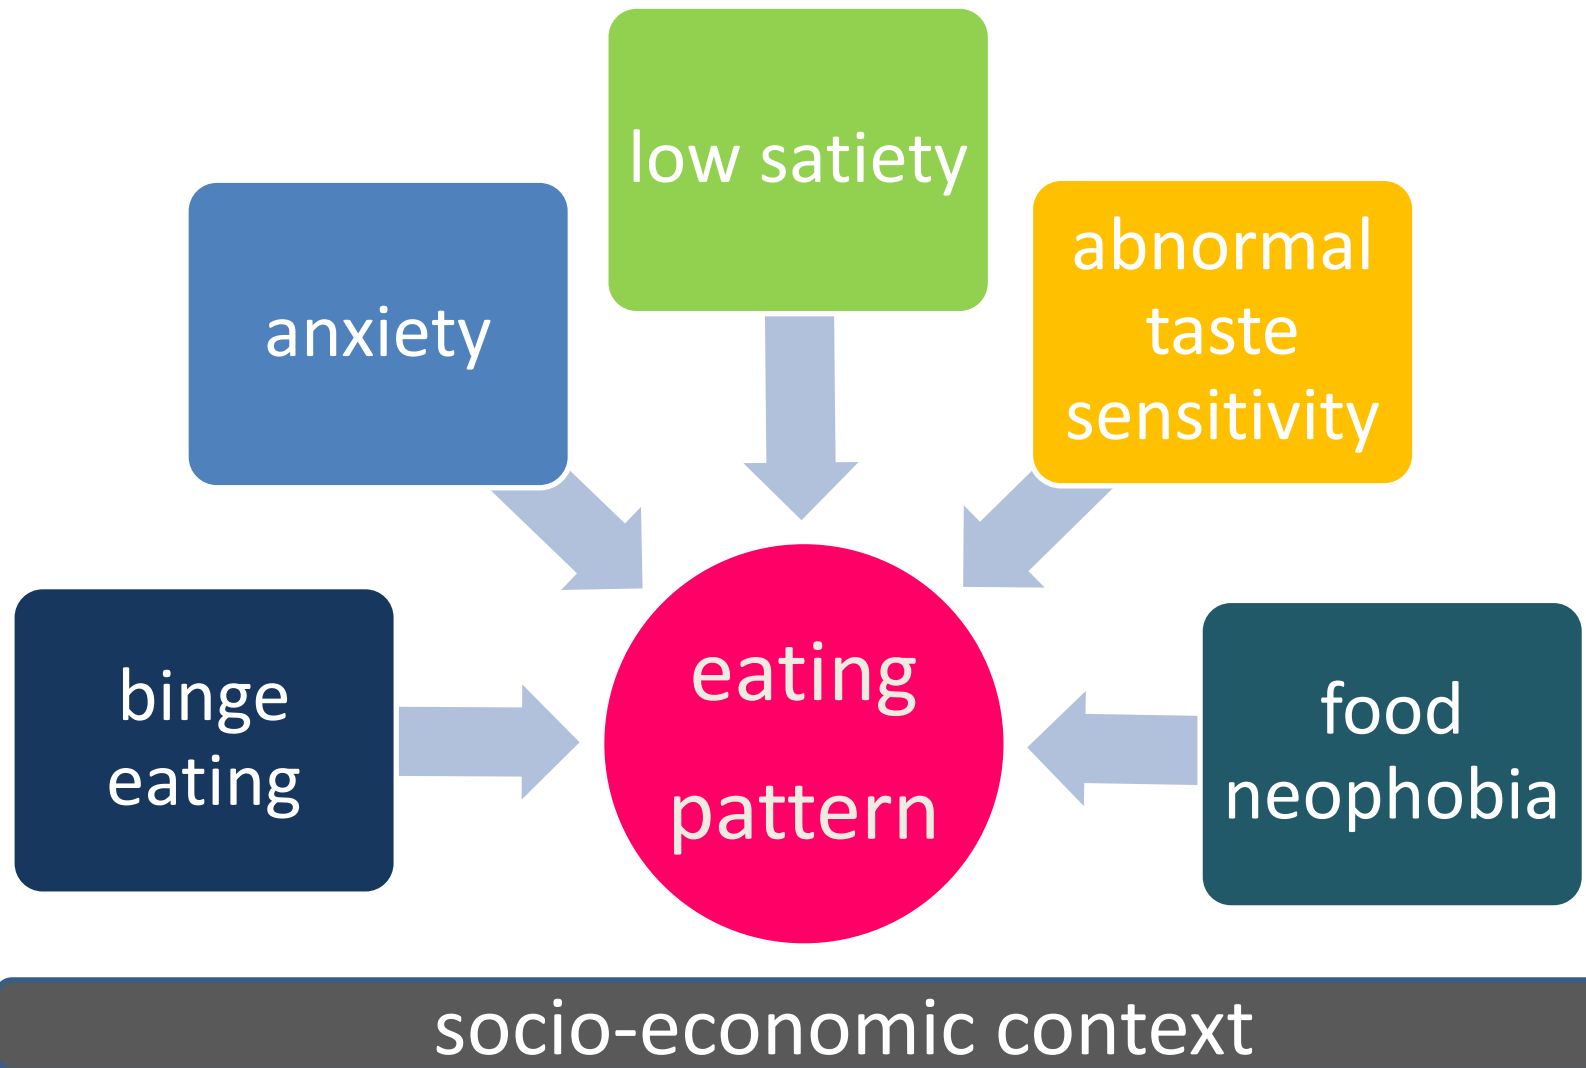 low satiety
anxiety
abnormal
taste
sensitivity
binge
eating
eating
pattern
food
neophobia
socio-economic context